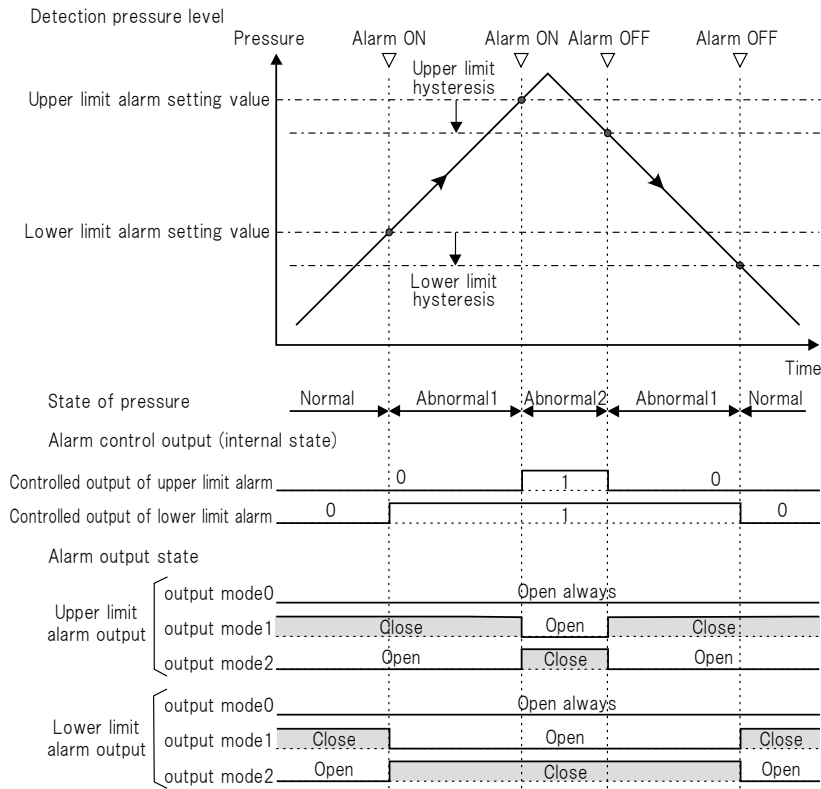 Detection pressure level
Pressure
Alarm ON
Alarm ON
Alarm OFF
Alarm OFF
Upper limit
hysteresis
Upper limit alarm setting value
Lower limit alarm setting value
Lower limit
hysteresis
Time
State of pressure
Normal
Abnormal1
Abnormal2
Abnormal1
Normal
Alarm control output (internal state)
Controlled output of upper limit alarm
0
1
0
Controlled output of lower limit alarm
0
1
0
Alarm output state
Upper limit
alarm output
output mode0
Open always
output mode1
Close
Open
Close
output mode2
Open
Close
Open
Lower limit
alarm output
output mode0
Open always
output mode1
Close
Open
Close
output mode2
Open
Close
Open